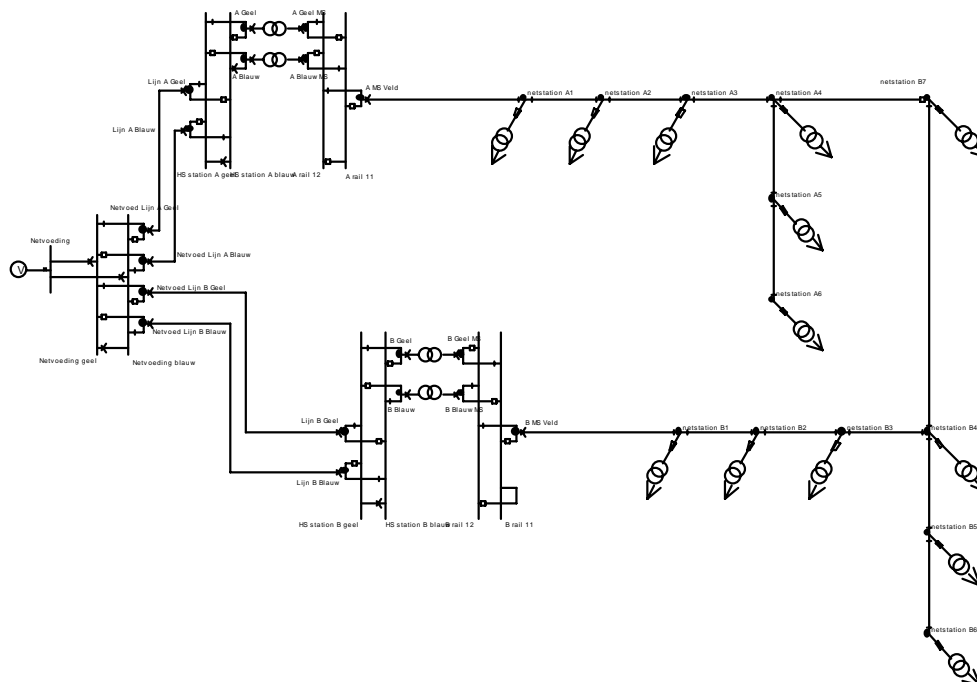 A Geel
A Geel MS
A Blauw
A Blauw MS
Lijn A Geel
A MS Veld
netstation A1
netstation A2
netstation A3
netstation A4
netstation B7
Lijn A Blauw
HS station A geel
HS station A blauw
A rail 12
A rail 11
netstation A5
Netvoed Lijn A Geel
Netvoeding
V
Netvoed Lijn A Blauw
Netvoed Lijn B Geel
netstation A6
Netvoed Lijn B Blauw
Netvoeding geel
Netvoeding blauw
B Geel
B Geel MS
B Blauw
B Blauw MS
Lijn B Geel
B MS Veld
netstation B1
netstation B2
netstation B3
netstation B4
Lijn B Blauw
HS station B geel
HS station B blauw
B rail 12
B rail 11
netstation B5
netstation B6